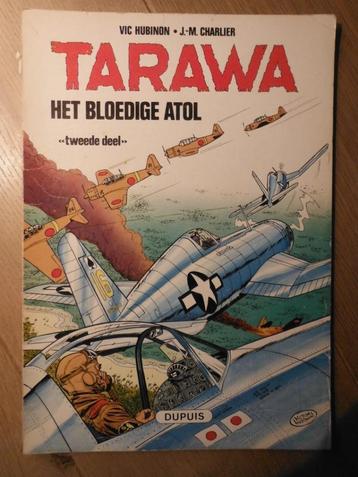 VIC HUBINON • J.-M. CHARLIER
TARAWA
HET BLOEDIGE ATOL
«tweede deel»
DUPUIS